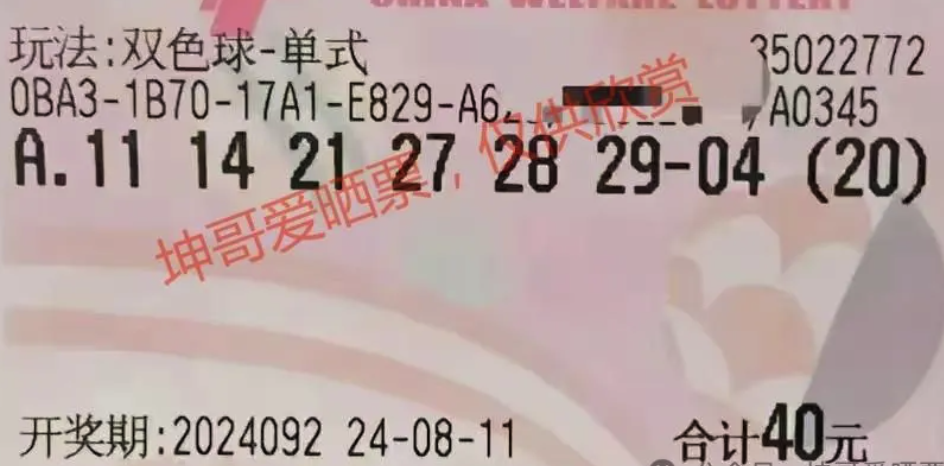 CHINA WELFARE LOTTERY
玩法:双色球-单式
35022772
0BA3-1B70-17A1-E829-A6
A0345
A.11 14 21 27 28 29-04 (20)
坤哥爱晒票,仅供欣赏
开奖期:2024092 24-08-11
合计40元